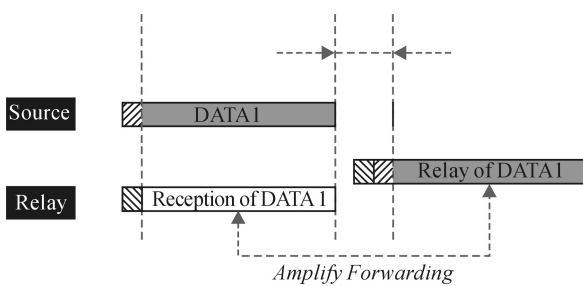 Source
DATA1
Relay of DATA1
Relay
Reception of DATA 1
Amplify Forwarding